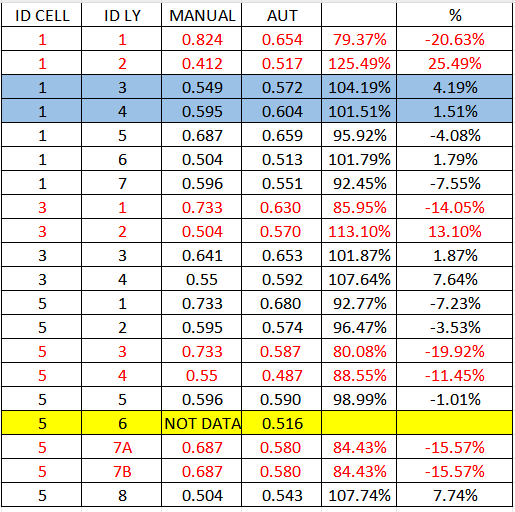 ID CELL ID LY MANUAL AUT %
1 1 0.824 0.654 79.37% -20.63%
1 2 0.412 0.517 125.49% 25.49%
1 3 0.549 0.572 104.19% 4.19%
1 4 0.595 0.604 101.51% 1.51%
1 5 0.687 0.659 95.92% -4.08%
1 6 0.504 0.513 101.79% 1.79%
1 7 0.596 0.551 92.45% -7.55%
3 1 0.733 0.630 85.95% -14.05%
3 2 0.504 0.570 113.10% 13.10%
3 3 0.641 0.653 101.87% 1.87%
3 4 0.55 0.592 107.64% 7.64%
5 1 0.733 0.680 92.77% -7.23%
5 2 0.595 0.574 96.47% -3.53%
5 3 0.733 0.587 80.08% -19.92%
5 4 0.55 0.487 88.55% -11.45%
5 5 0.596 0.590 98.99% -1.01%
5 6 NOT DATA 0.516
5 7A 0.687 0.580 84.43% -15.57%
5 7B 0.687 0.580 84.43% -15.57%
5 8 0.504 0.543 107.74% 7.74%